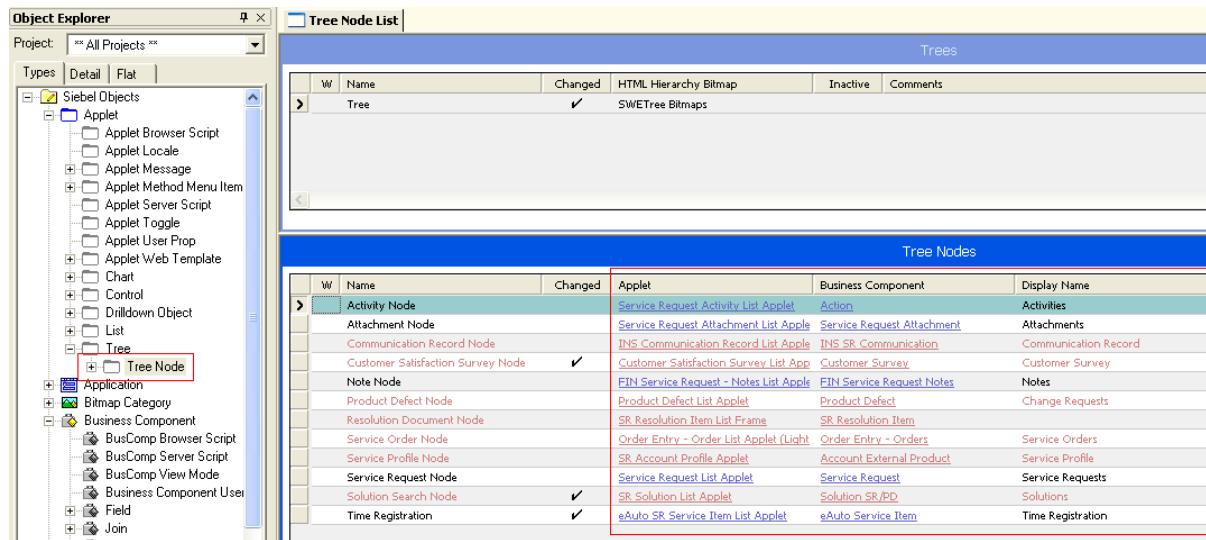 Object Explorer
Project: ** All Projects **
Types Detail Flat
Siebel Objects
Applet
Applet Browser Script
Applet Locale
Applet Message
Applet Method Menu Item
Applet Server Script
Applet Toggle
Applet User Prop
Applet Web Template
Chart
Control
Drilldown Object
List
Tree
Tree Node
Application
Bitmap Category
Business Component
BusComp Browser Script
BusComp Server Script
BusComp View Mode
Business Component User
Field
Join
Tree Node List
Trees
W Name Changed HTML Hierarchy Bitmap Inactive Comments
Tree ✔ SWETree Bitmaps
Tree Nodes
W Name Changed Applet Business Component Display Name
Activity Node Service Request Activity List Applet Action Activities
Attachment Node Service Request Attachment List Apple Service Request Attachment Attachments
Communication Record Node INS Communication Record List Apple INS SR Communication Communication Record
Customer Satisfaction Survey Node ✔ Customer Satisfaction Survey List App Customer Survey Customer Survey
Note Node FIN Service Request - Notes List Apple FIN Service Request Notes Notes
Product Defect Node Product Defect List Applet Product Defect Change Requests
Resolution Document Node SR Resolution Item List Frame SR Resolution Item
Service Order Node Order Entry - Order List Applet (Light Order Entry - Orders Service Orders
Service Profile Node SR Account Profile Applet Account External Product Service Profile
Service Request Node Service Request List Applet Service Request Service Requests
Solution Search Node ✔ SR Solution List Applet Solution SR/PD Solutions
Time Registration ✔ eAuto SR Service Item List Applet eAuto Service Item Time Registration